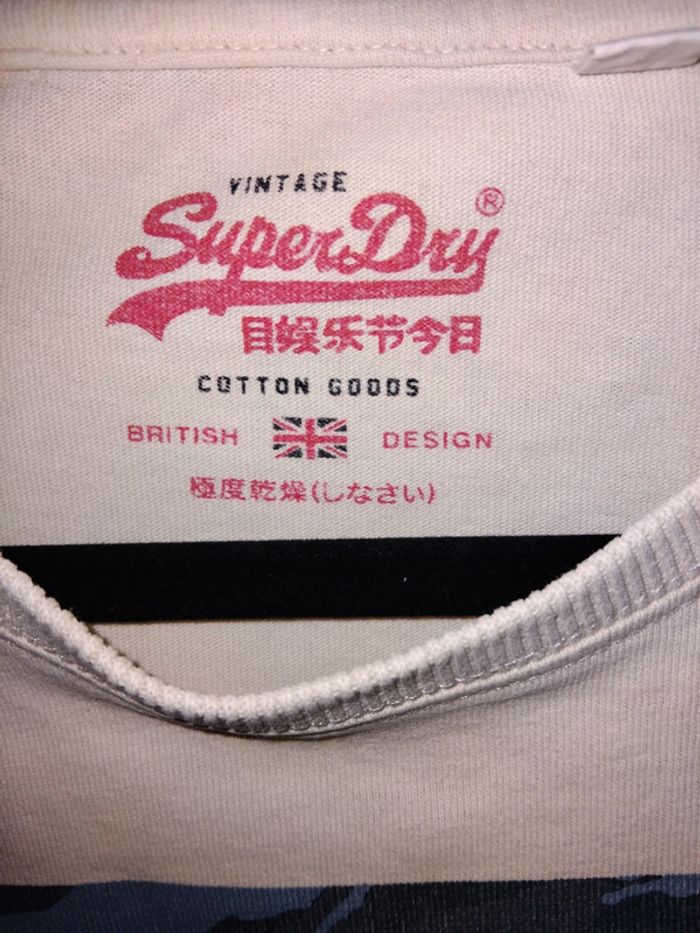 VINTAGE
SuperDry®
目娱乐节今日
COTTON GOODS
BRITISH DESIGN
極度乾燥(しなさい)